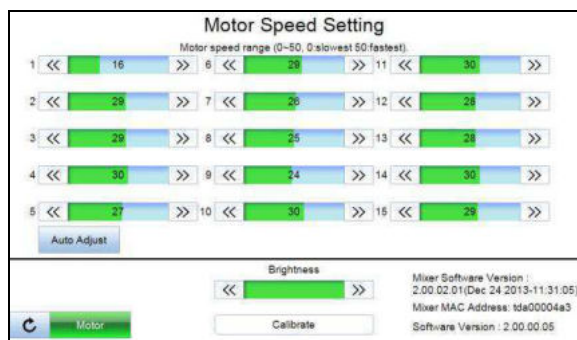 Motor Speed Setting
Motor speed range (0~50, 0:slowest 50:fastest).
1 << 16 >> 6 << 29 >> 11 << 30 >>
2 << 29 >> 7 << 26 >> 12 << 28 >>
3 << 29 >> 8 << 25 >> 13 << 28 >>
4 << 30 >> 9 << 24 >> 14 << 30 >>
5 << 27 >> 10 << 30 >> 15 << 29 >>
Auto Adjust
Brightness
<< >>
Calibrate
Motor
Mixer Software Version :
2.00.02.01(Dec 24 2013-11:31:05)
Mixer MAC Address: tda00004a3
Software Version : 2.00.00.05